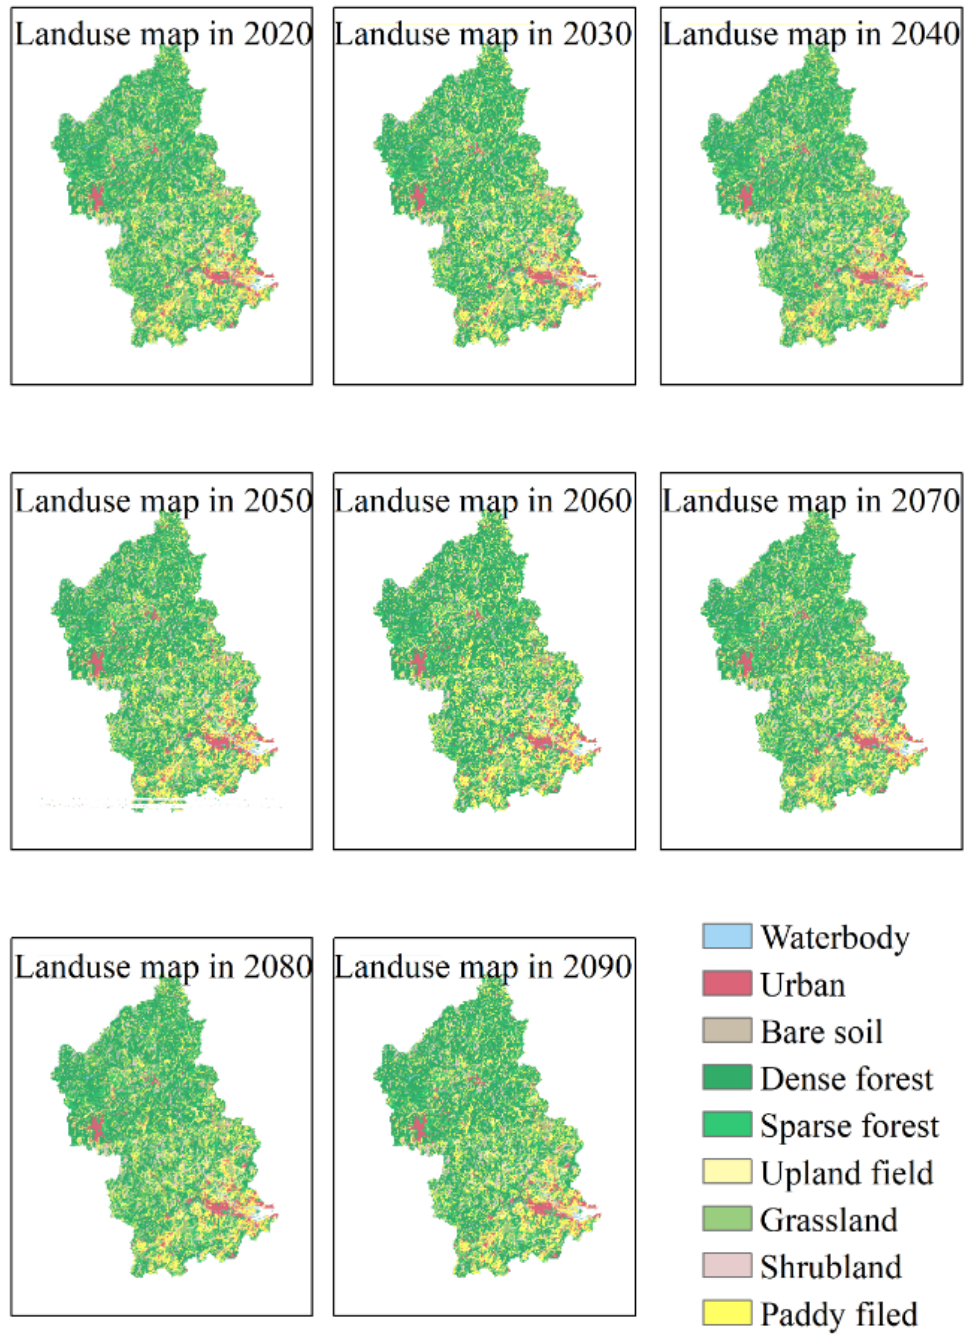 Landuse map in 2020
Landuse map in 2030
Landuse map in 2040
Landuse map in 2050
Landuse map in 2060
Landuse map in 2070
Landuse map in 2080
Landuse map in 2090
Waterbody
Urban
Bare soil
Dense forest
Sparse forest
Upland field
Grassland
Shrubland
Paddy filed